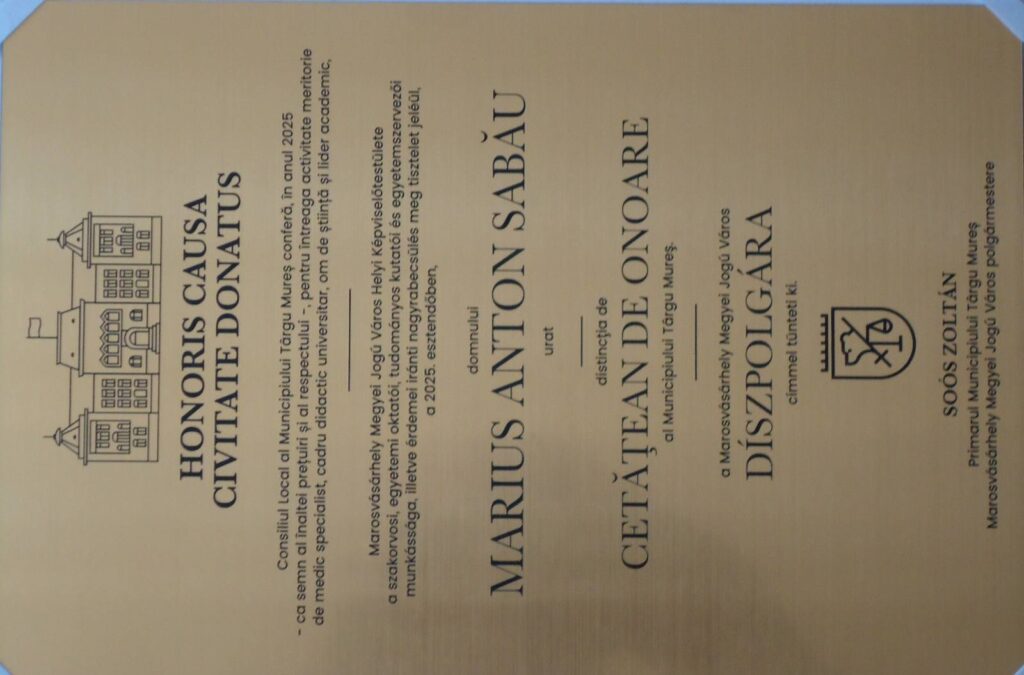 HONORIS CAUSA
CIVITATE DONATUS
Consiliul Local al Municipiului Târgu Mureș conferă, în anul 2025
- ca semn al înaltei prețuiri și al respectului -, pentru întreaga activitate meritorie
de medic specialist, cadru didactic universitar, om de știință și lider academic,
Marosvásárhely Megyei Jogú Város Helyi Képviselőtestülete
a szakorvosi, egyetemi oktatói, tudományos kutatói és egyetemszervezői
munkássága, illetve érdemei iránti nagyrabecsülés meg tisztelet jeléül,
a 2025. esztendőben,
domnului
MARIUS ANTON SABĂU
urat
distincția de
CETĂȚEAN DE ONOARE
al Municipiului Târgu Mureș.
a Marosvásárhely Megyei Jogú Város
DÍSZPOLGÁRA
címmel tünteti ki.
SOÓS ZOLTÁN
Primarul Municipiului Târgu Mureș
Marosvásárhely Megyei Jogú Város polgármestere